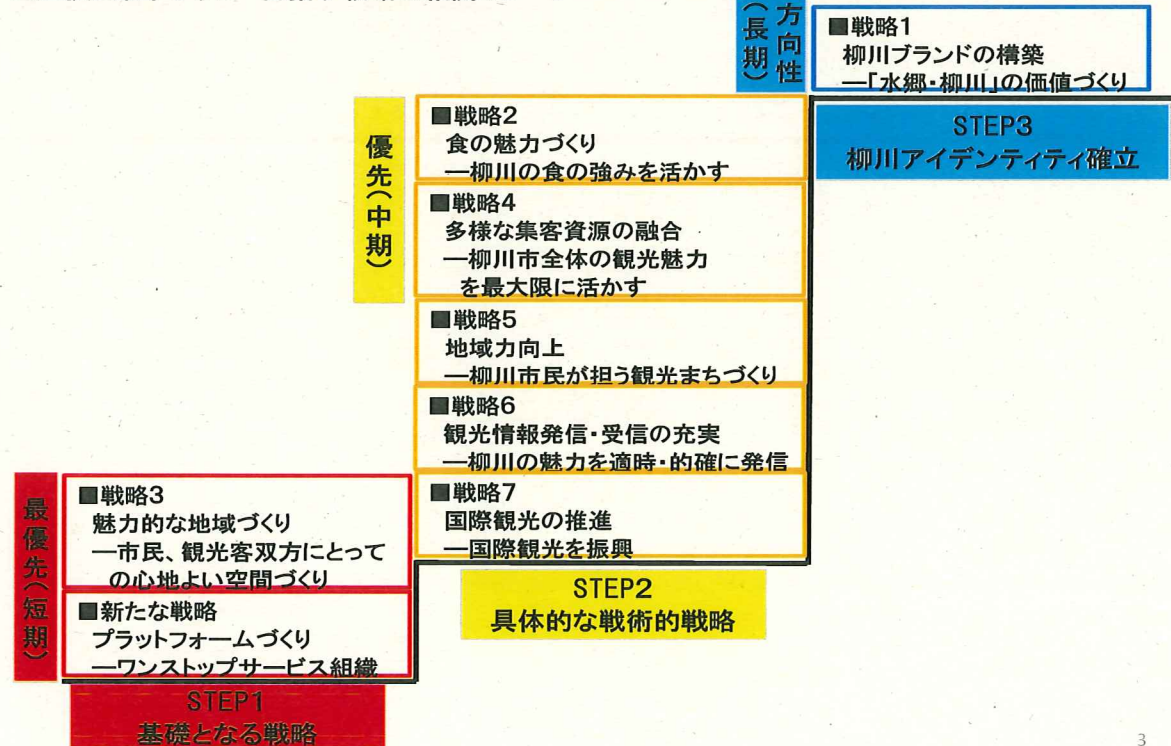 方向性
(長期)
■戦略1
柳川ブランドの構築
―「水郷・柳川」の価値づくり
STEP3
柳川アイデンティティ確立
優先(中期)
■戦略2
食の魅力づくり
―柳川の食の強みを活かす
■戦略4
多様な集客資源の融合
―柳川市全体の観光魅力
を最大限に活かす
■戦略5
地域力向上
―柳川市民が担う観光まちづくり
■戦略6
観光情報発信・受信の充実
―柳川の魅力を適時・的確に発信
■戦略7
国際観光の推進
―国際観光を振興
STEP2
具体的な戦術的戦略
最優先(短期)
■戦略3
魅力的な地域づくり
―市民、観光客双方にとって
の心地よい空間づくり
■新たな戦略
プラットフォームづくり
―ワンストップサービス組織
STEP1
基礎となる戦略
3